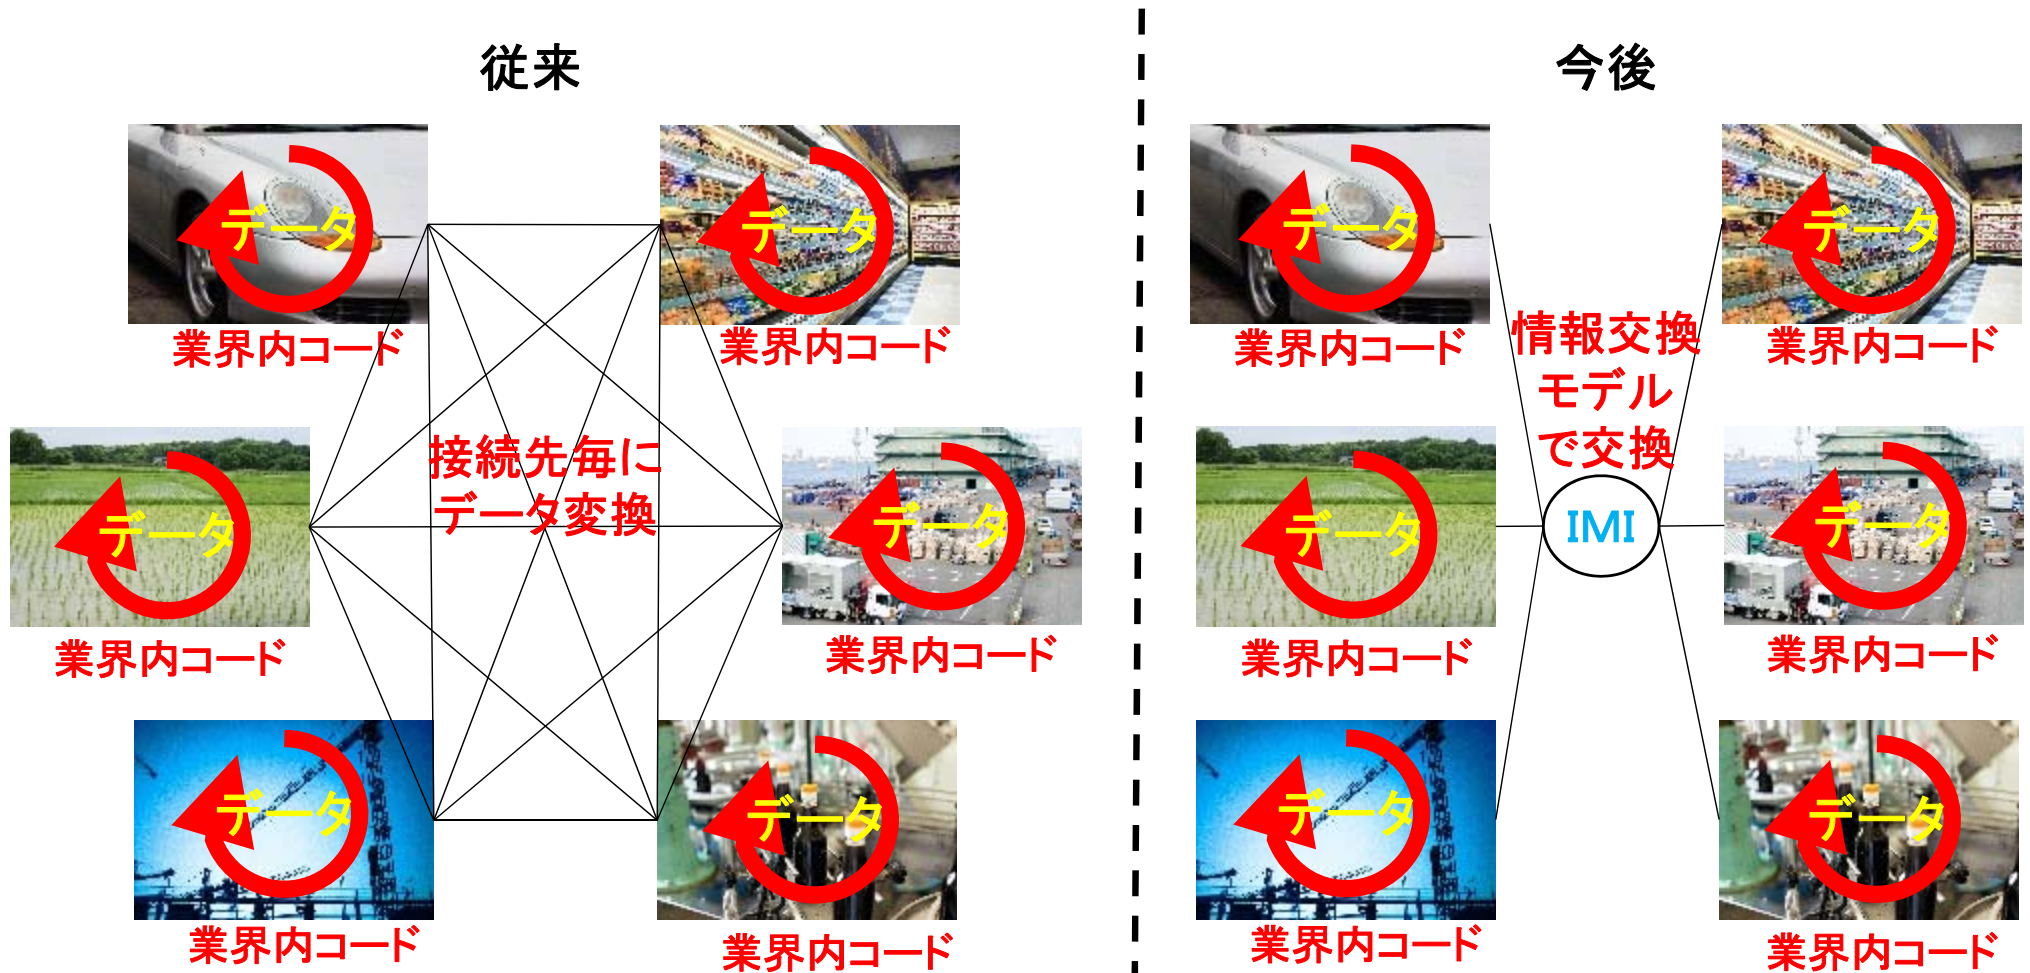 従来
データ
業界内コード
データ
業界内コード
データ
業界内コード
接続先毎に
データ変換
データ
業界内コード
データ
業界内コード
データ
業界内コード
今後
データ
業界内コード
データ
業界内コード
情報交換
モデル
で交換
IMI
データ
業界内コード
データ
業界内コード
データ
業界内コード
データ
業界内コード